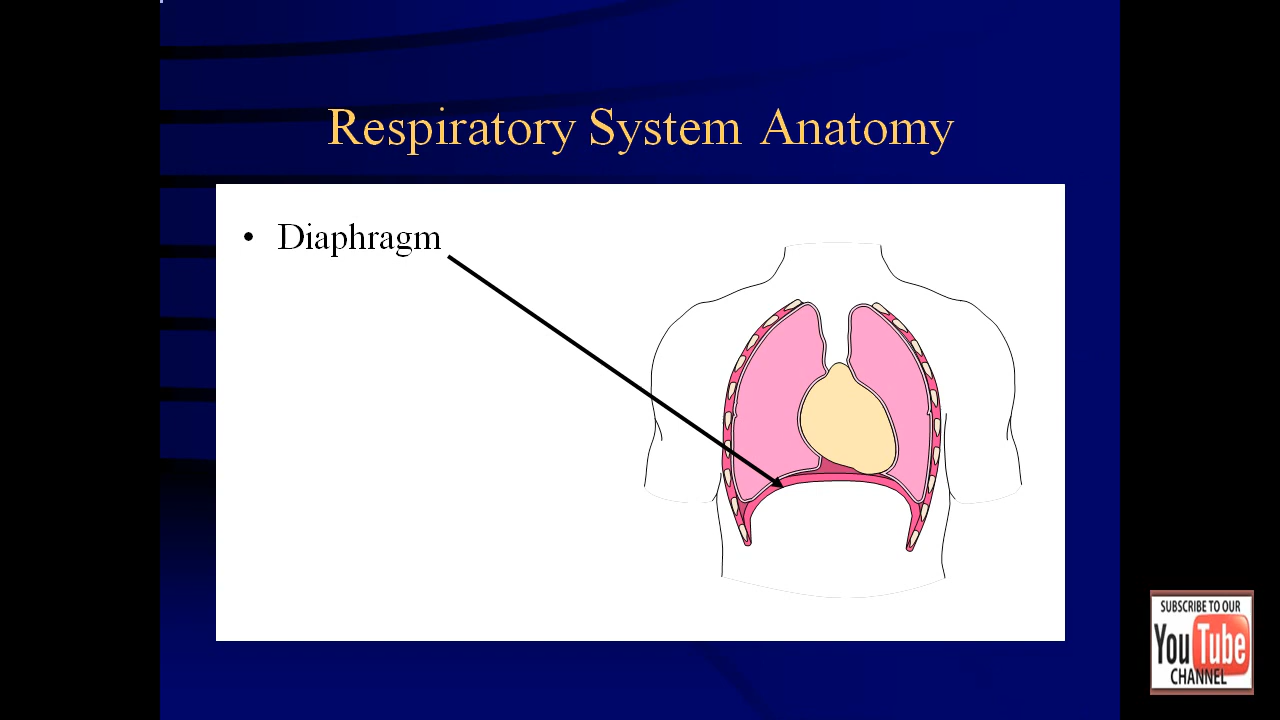 Respiratory System Anatomy
• Diaphragm
SUBSCRIBE TO OUR
YouTube
CHANNEL